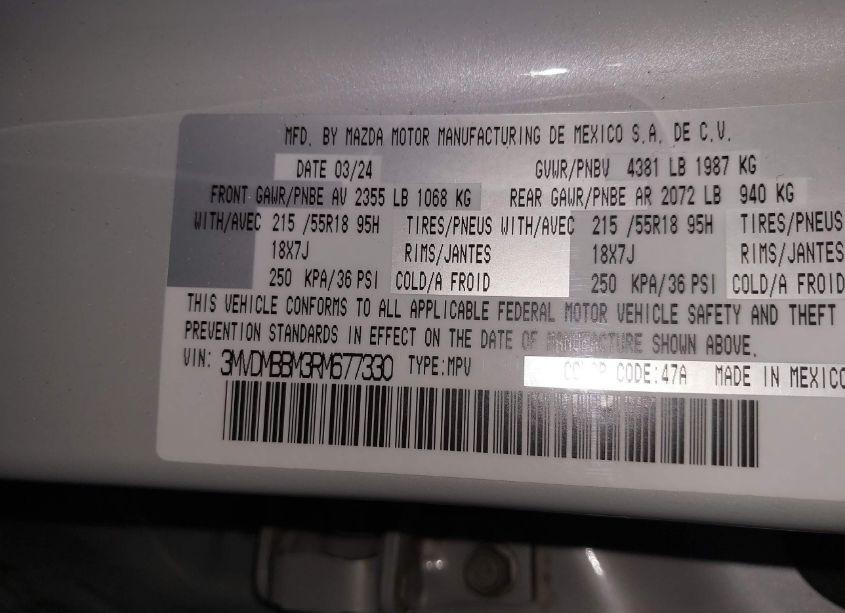 MFD. BY MAZDA MOTOR MANUFACTURING DE MEXICO S.A. DE C.V.
DATE 03/24 GVWR/PNBV 4381 LB 1987 KG
FRONT GAWR/PNBE AV 2355 LB 1068 KG REAR GAWR/PNBE AR 2072 LB 940 KG
WITH/AVEC 215 /55R18 95H TIRES/PNEUS WITH/AVEC 215 /55R18 95H TIRES/PNEUS
18X7J RIMS/JANTES 18X7J RIMS/JANTES
250 KPA/36 PSI COLD/A FROID 250 KPA/36 PSI COLD/A FROID
THIS VEHICLE CONFORMS TO ALL APPLICABLE FEDERAL MOTOR VEHICLE SAFETY AND THEFT
PREVENTION STANDARDS IN EFFECT ON THE DATE OF MANUFACTURE SHOWN ABOVE.
VIN: 3MVDMBBM3RM677330 TYPE:MPV COLOR CODE:47A MADE IN MEXICO